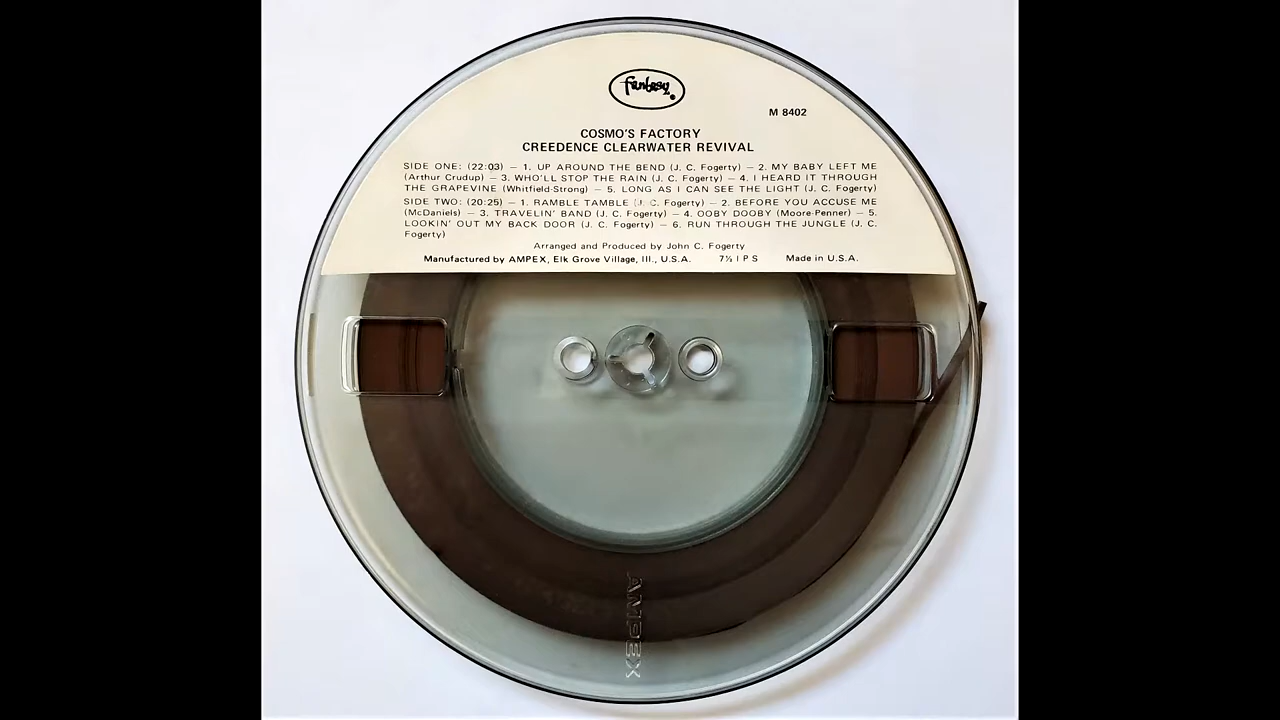 fantasy
M 8402
COSMO'S FACTORY
CREEDENCE CLEARWATER REVIVAL
SIDE ONE: (22:03) — 1. UP AROUND THE BEND (J. C. Fogerty) — 2. MY BABY LEFT ME
(Arthur Crudup) — 3. WHO'LL STOP THE RAIN (J. C. Fogerty) — 4. I HEARD IT THROUGH
THE GRAPEVINE (Whitfield-Strong) — 5. LONG AS I CAN SEE THE LIGHT (J. C. Fogerty)
SIDE TWO: (20:25) — 1. RAMBLE TAMBLE (J. C. Fogerty) — 2. BEFORE YOU ACCUSE ME
(McDaniels) — 3. TRAVELIN' BAND (J. C. Fogerty) — 4. OOBY DOOBY (Moore-Penner) — 5.
LOOKIN' OUT MY BACK DOOR (J. C. Fogerty) — 6. RUN THROUGH THE JUNGLE (J. C.
Fogerty)
Arranged and Produced by John C. Fogerty
Manufactured by AMPEX, Elk Grove Village, Ill., U.S.A. 7½ I P S Made in U.S.A.
AMPEX